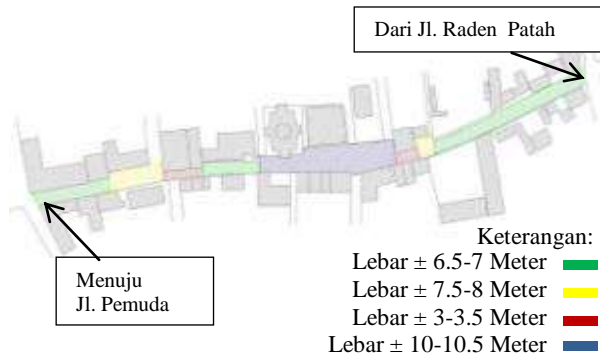 Dari Jl. Raden Patah
Menuju
Jl. Pemuda
Keterangan:
Lebar ± 6.5-7 Meter
Lebar ± 7.5-8 Meter
Lebar ± 3-3.5 Meter
Lebar ± 10-10.5 Meter